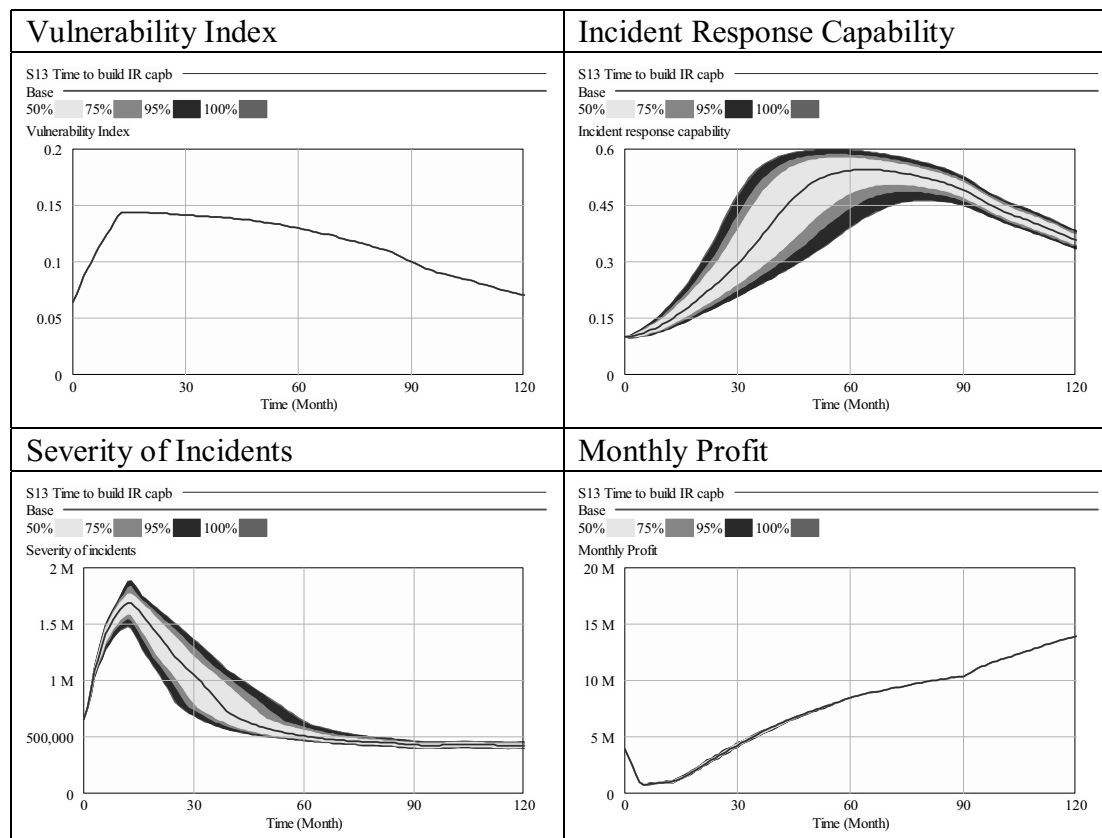 Vulnerability Index
S13 Time to build IR capb
Base
50% 75% 95% 100%
Vulnerability Index
0.2
0.15
0.1
0.05
0
0 30 60 90 120
Time (Month)
Incident Response Capability
S13 Time to build IR capb
Base
50% 75% 95% 100%
Incident response capability
0.6
0.45
0.3
0.15
0
0 30 60 90 120
Time (Month)
Severity of Incidents
S13 Time to build IR capb
Base
50% 75% 95% 100%
Severity of incidents
2 M
1.5 M
1 M
500,000
0
0 30 60 90 120
Time (Month)
Monthly Profit
S13 Time to build IR capb
Base
50% 75% 95% 100%
Monthly Profit
20 M
15 M
10 M
5 M
0
0 30 60 90 120
Time (Month)